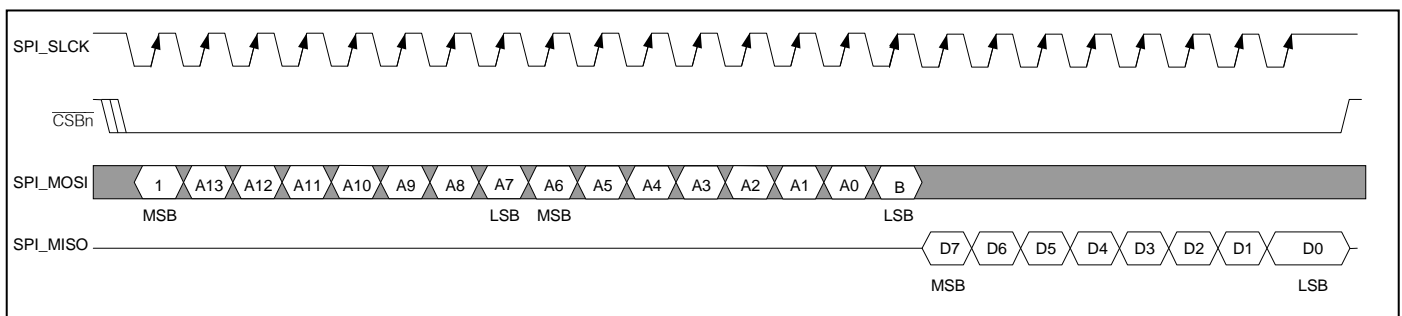 SPI_SLCK
CSBn
SPI_MOSI 1 A13 A12 A11 A10 A9 A8 A7 A6 A5 A4 A3 A2 A1 A0 B
MSB LSB MSB LSB
SPI_MISO D7 D6 D5 D4 D3 D2 D1 D0
MSB LSB